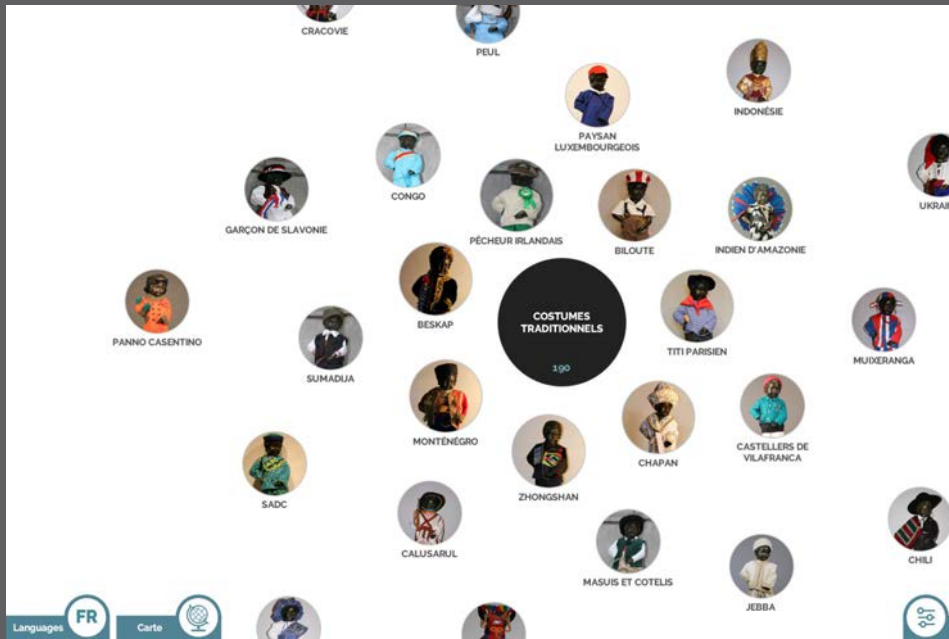 CRACOVIE
PEUL
INDONÉSIE
PAYSAN
LUXEMBOURGEOIS
CONGO
UKRAI
GARÇON DE SLAVONIE
PÊCHEUR IRLANDAIS
BILOUTE
INDIEN D'AMAZONIE
BESKAP
COSTUMES
TRADITIONNELS
190
PANNO CASENTINO
TITI PARISIEN
MUIXERANGA
SUMADIJA
MONTÉNÉGRO
CHAPAN
CASTELLERS DE
VILAFRANCA
ZHONGSHAN
SADC
CALUSARUL
CHILI
MASUIS ET COTELIS
JEBBA
Languages FR
Carte